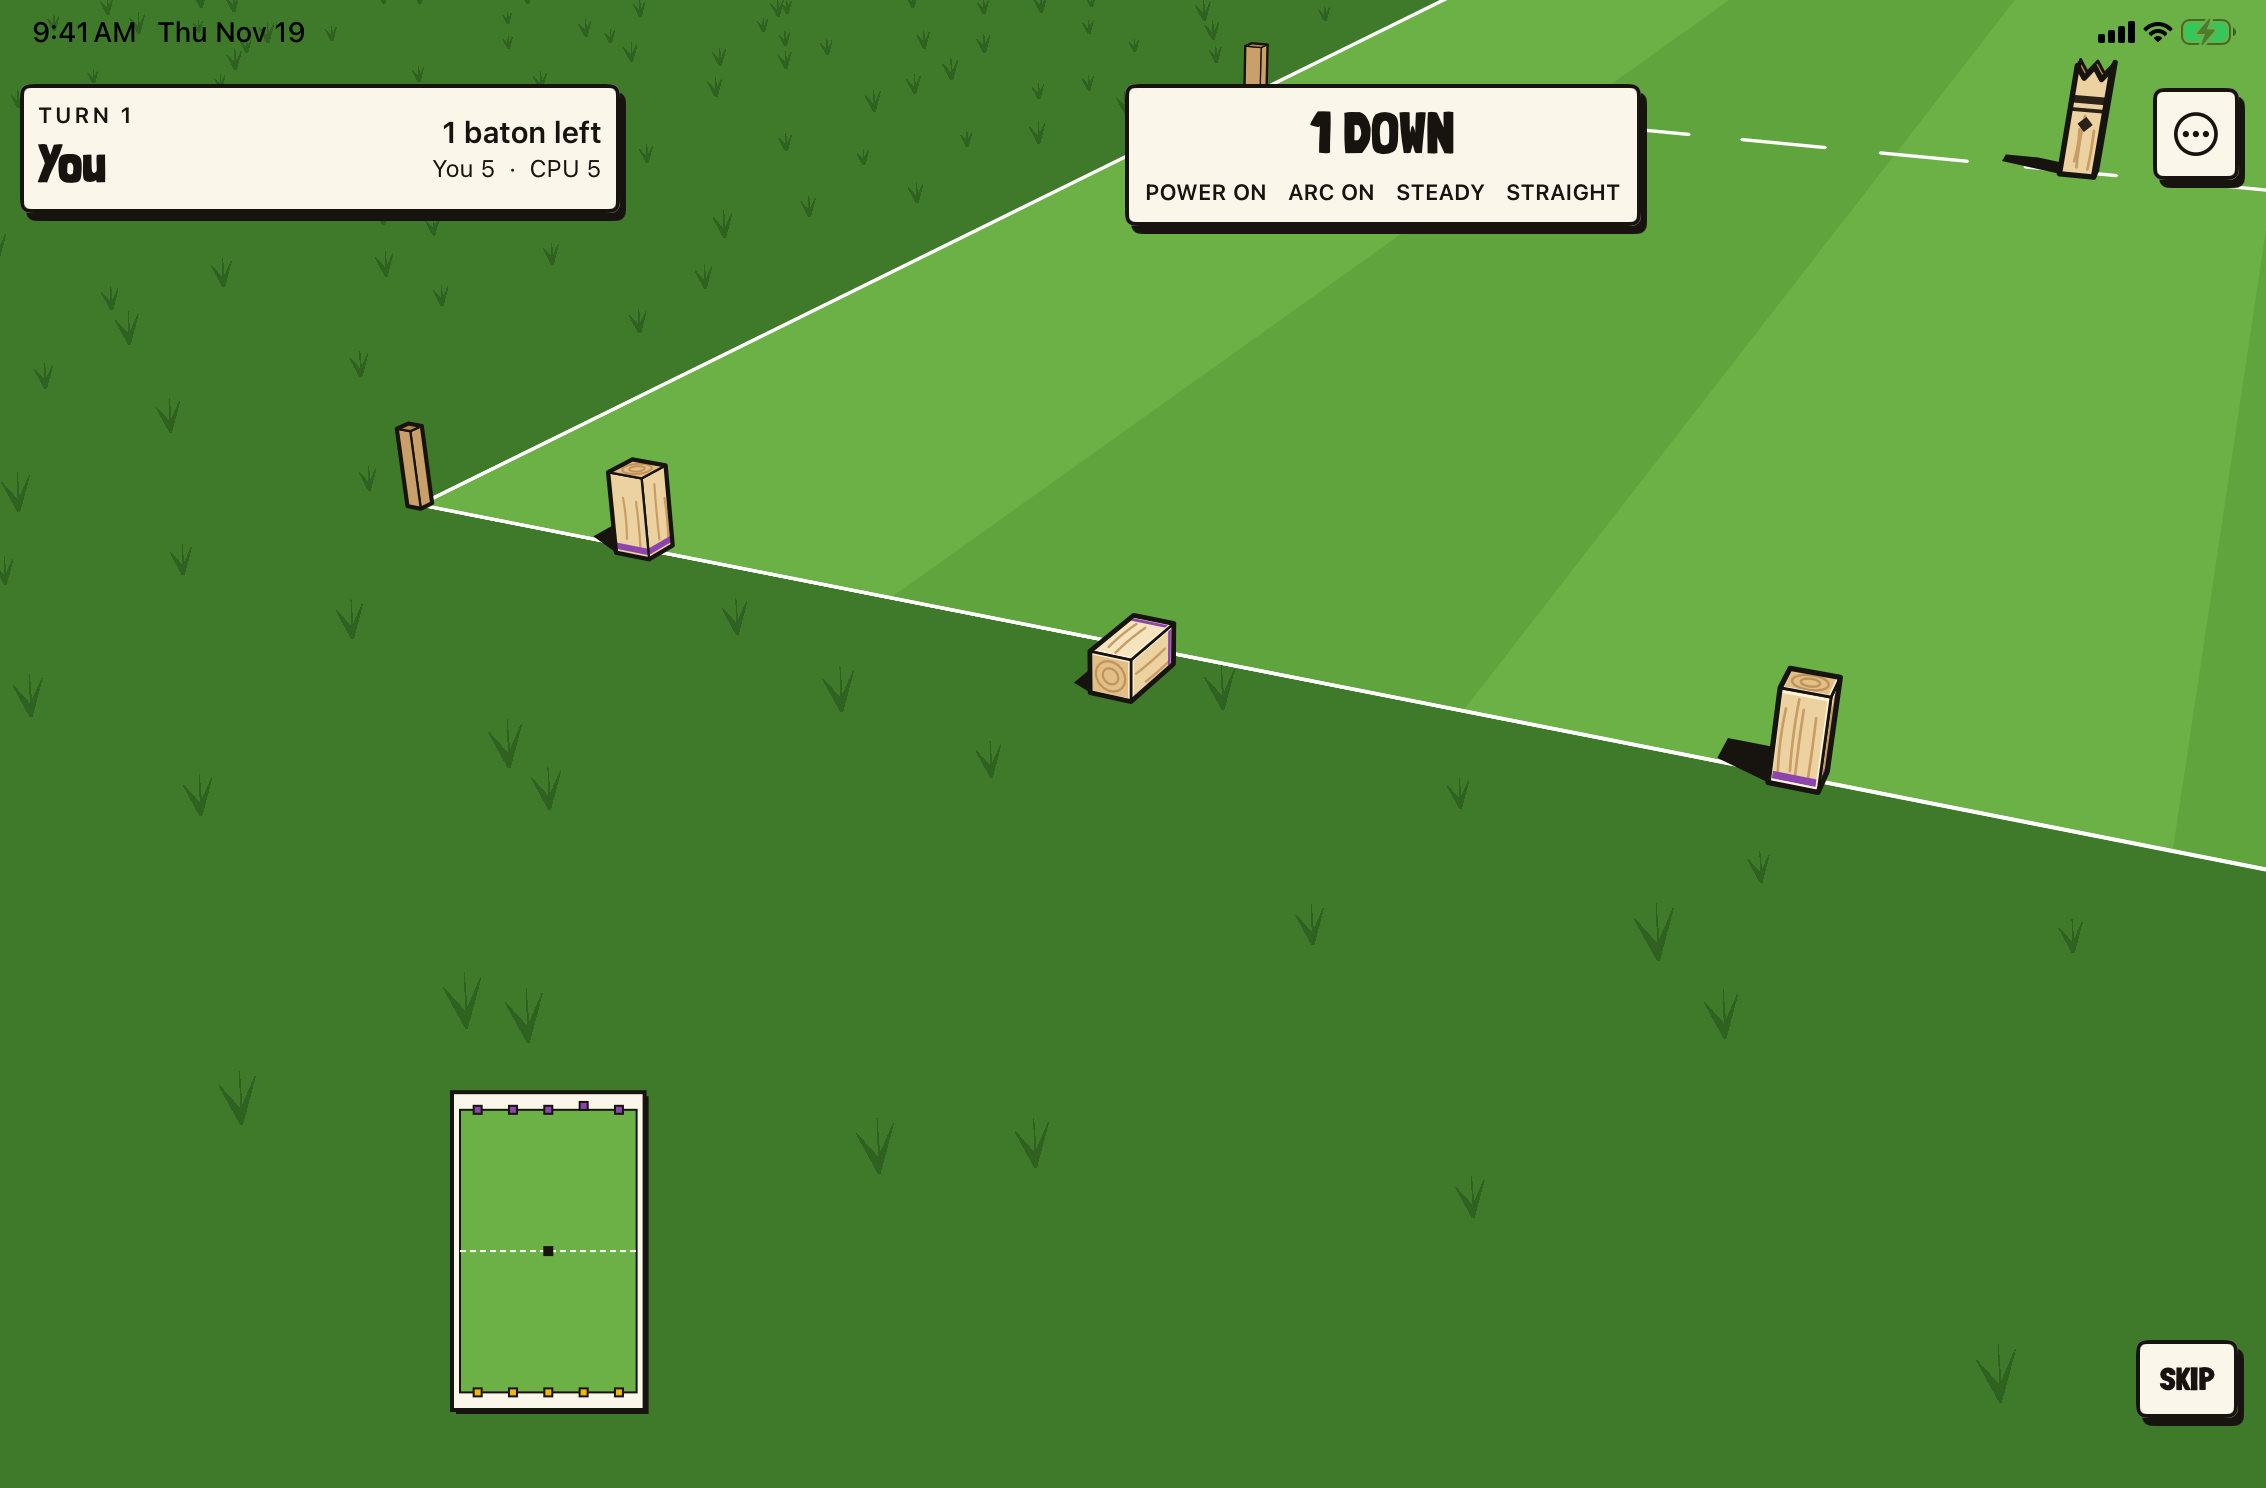 9:41 AM Thu Nov 19
TURN 1
You
1 baton left
You 5 · CPU 5
1 DOWN
POWER ON ARC ON STEADY STRAIGHT
SKIP